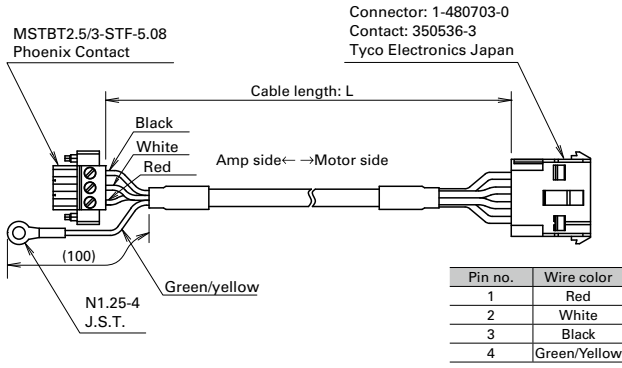 MSTBT2.5/3-STF-5.08
Phoenix Contact
Connector: 1-480703-0
Contact: 350536-3
Tyco Electronics Japan
Cable length: L
Black
White
Red
Amp side← →Motor side
(100)
Green/yellow
N1.25-4
J.S.T.
Pin no. Wire color
1 Red
2 White
3 Black
4 Green/Yellow